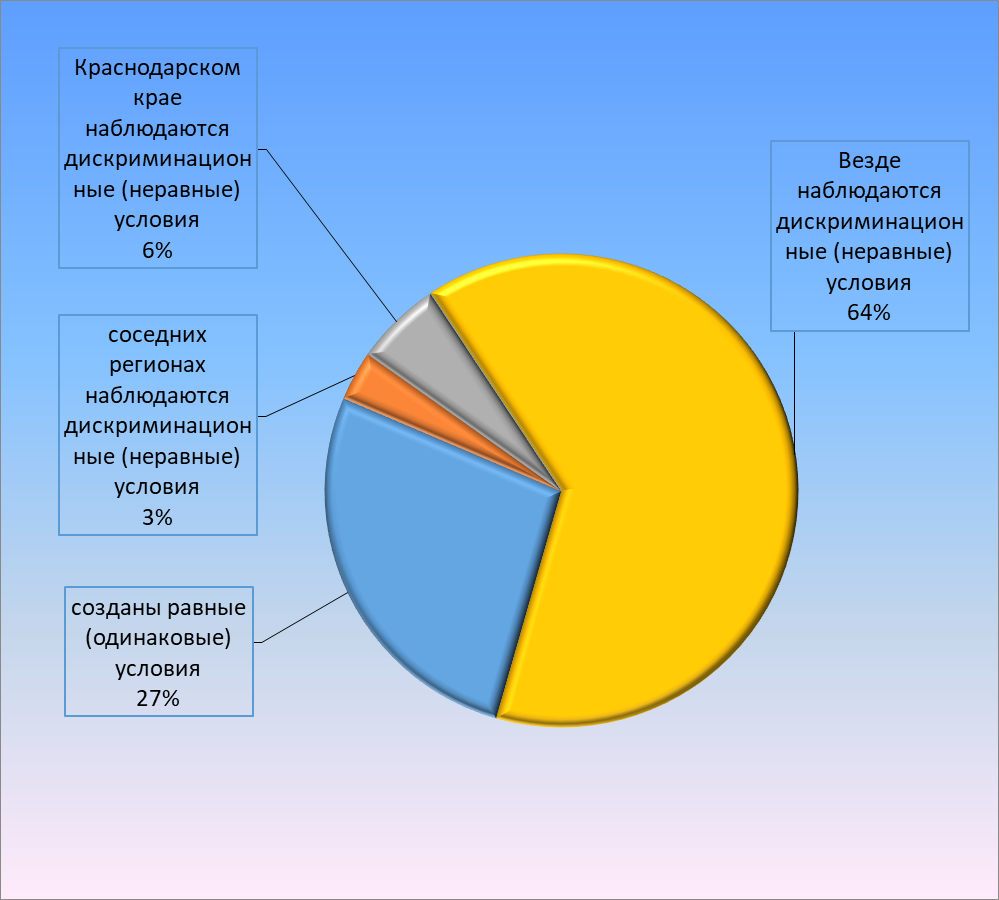 Краснодарском
крае
наблюдаются
дискриминацион
ные (неравные)
условия
6%
Везде
наблюдаются
дискриминацион
ные (неравные)
условия
64%
соседних
регионах
наблюдаются
дискриминацион
ные (неравные)
условия
3%
созданы равные
(одинаковые)
условия
27%